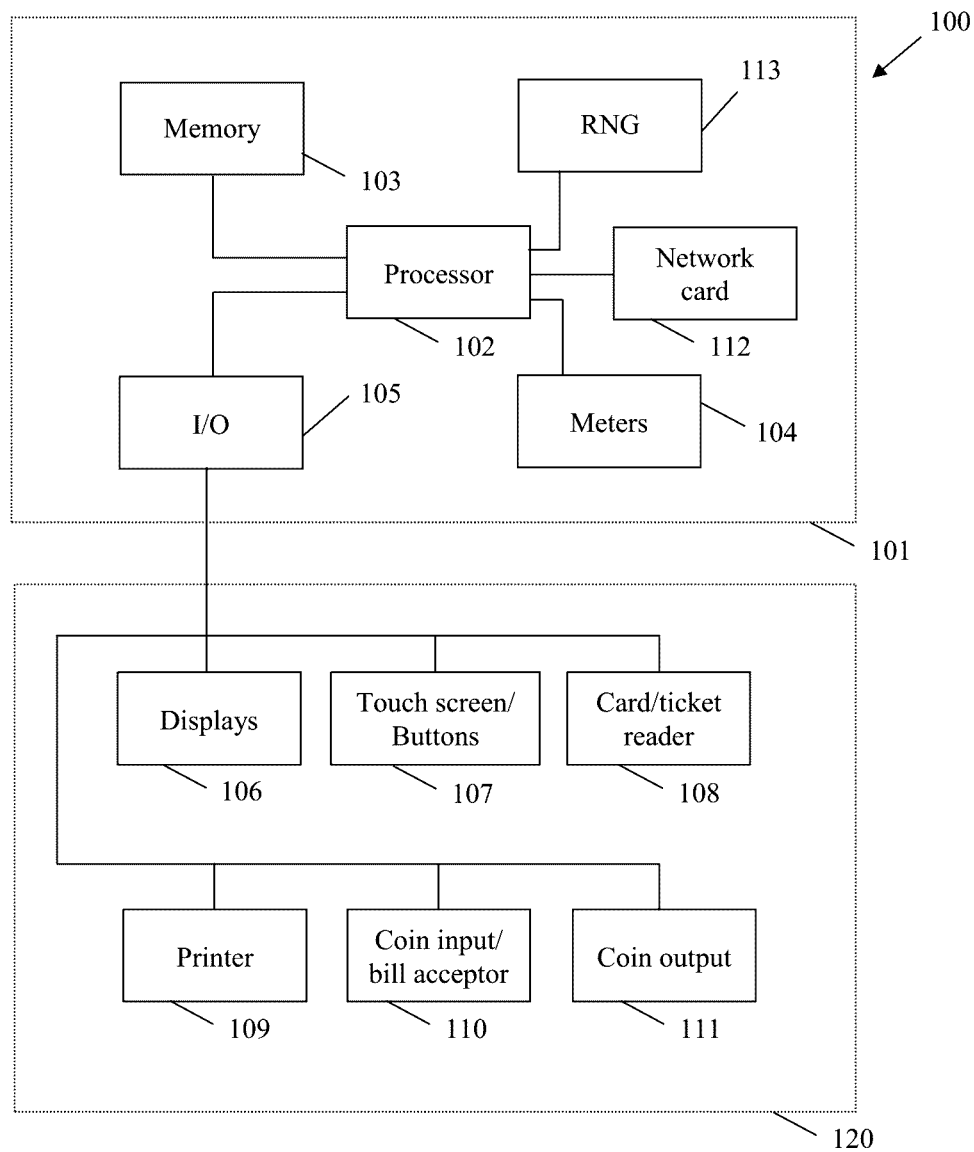 100
Memory
103
RNG
113
Processor
102
Network
card
112
I/O
105
Meters
104
101
Displays
106
Touch screen/
Buttons
107
Card/ticket
reader
108
Printer
109
Coin input/
bill acceptor
110
Coin output
111
120